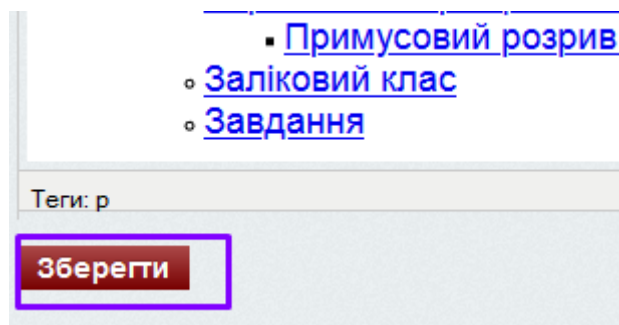 Примусовий розрив
Заліковий клас
Завдання
Теги: p
Зберегти